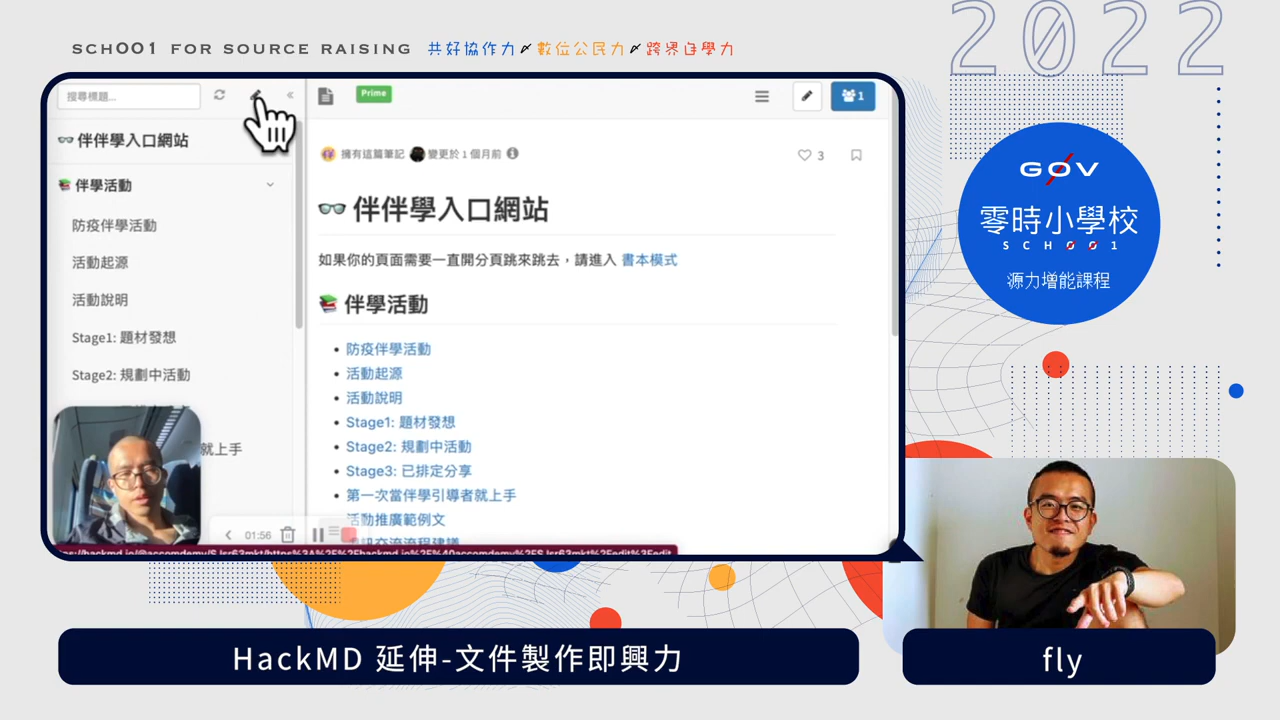 SCHOO1 FOR SOURCE RAISING 共好協作力 數位公民力 跨界自學力
2022
搜尋標題...
👓 伴伴學入口網站
📚 伴學活動
防疫伴學活動
活動起源
活動說明
Stage1: 題材發想
Stage2: 規劃中活動
就上手
01:56
Prime
1
擁有這篇筆記 變更於 1 個月前
3
👓 伴伴學入口網站
如果你的頁面需要一直開分頁跳來跳去，請進入 書本模式
📚 伴學活動
• 防疫伴學活動
• 活動起源
• 活動說明
• Stage1: 題材發想
• Stage2: 規劃中活動
• Stage3: 已排定分享
• 第一次當伴學引導者就上手
活動推廣範例文
GØV
零時小學校
SCHØØ1
源力增能課程
HackMD 延伸-文件製作即興力
fly